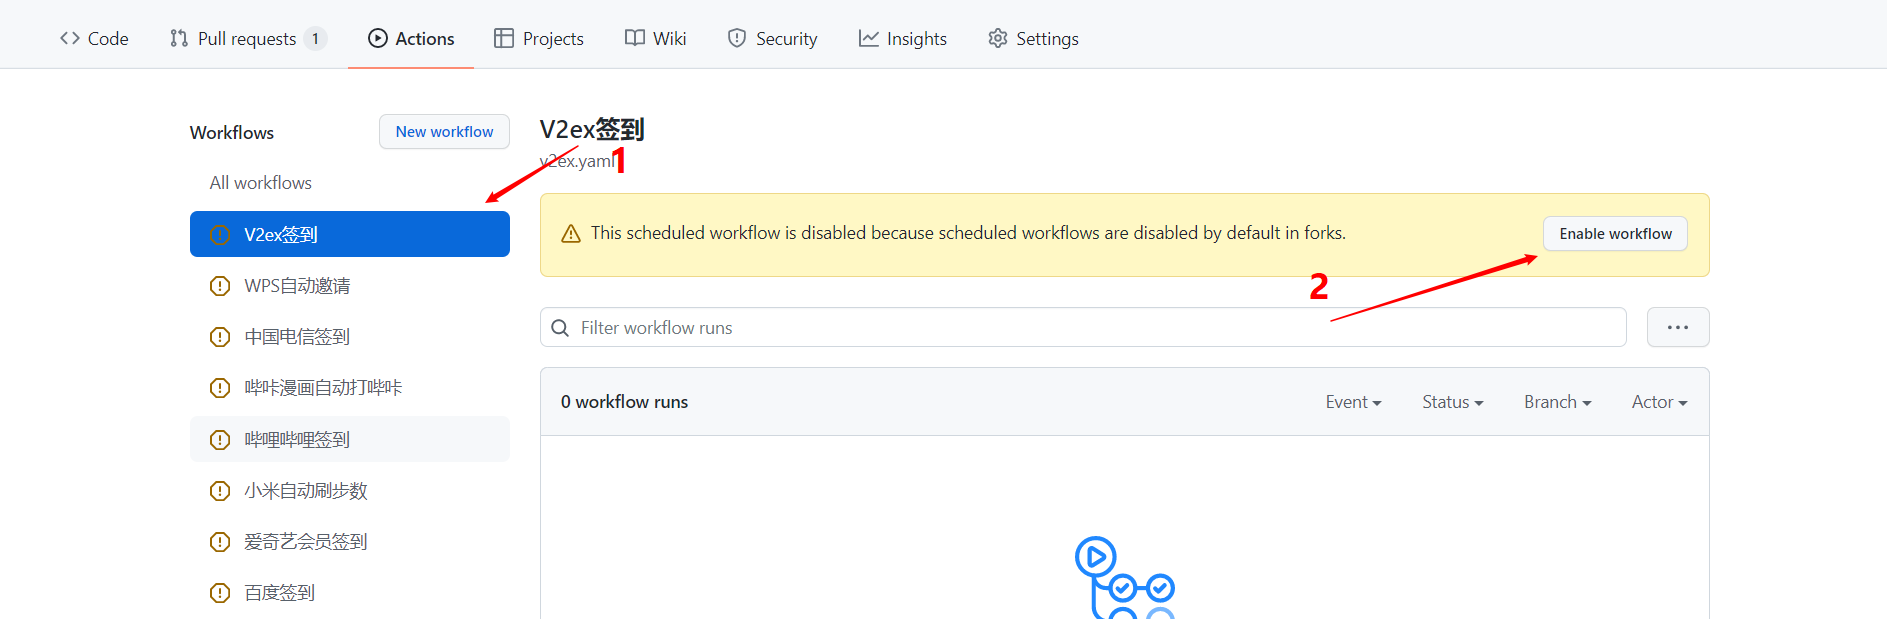 Code Pull requests 1 Actions Projects Wiki Security Insights Settings
Workflows
New workflow
All workflows
V2ex签到
WPS自动邀请
中国电信签到
哔咔漫画自动打哔咔
哔哩哔哩签到
小米自动刷步数
爱奇艺会员签到
百度签到
V2ex签到
v2ex.yaml
1
This scheduled workflow is disabled because scheduled workflows are disabled by default in forks.
Enable workflow
2
Filter workflow runs
0 workflow runs
Event Status Branch Actor